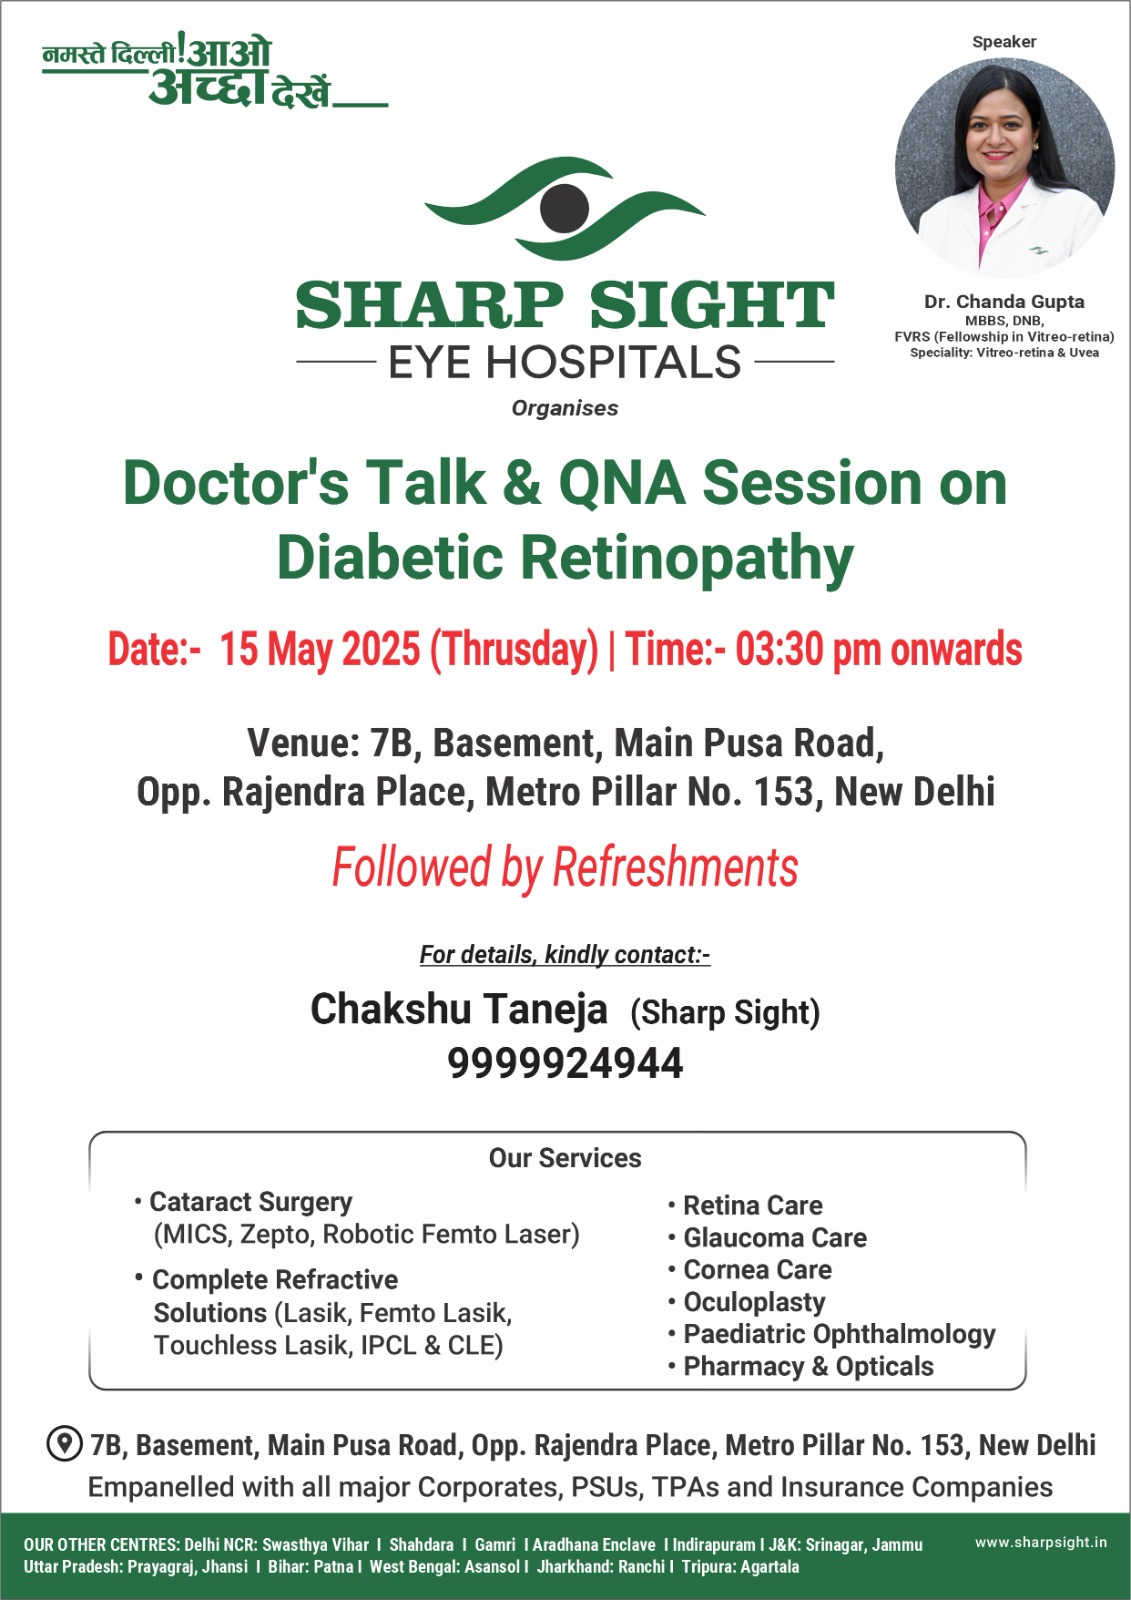 नमस्ते दिल्ली! आओ
अच्छा देखें
Speaker
Dr. Chanda Gupta
MBBS, DNB,
FVRS (Fellowship in Vitreo-retina)
Speciality: Vitreo-retina & Uvea
SHARP SIGHT
EYE HOSPITALS
Organises
Doctor's Talk & QNA Session on
Diabetic Retinopathy
Date:- 15 May 2025 (Thrusday) | Time:- 03:30 pm onwards
Venue: 7B, Basement, Main Pusa Road,
Opp. Rajendra Place, Metro Pillar No. 153, New Delhi
Followed by Refreshments
For details, kindly contact:-
Chakshu Taneja (Sharp Sight)
9999924944
Our Services
• Cataract Surgery
(MICS, Zepto, Robotic Femto Laser)
• Complete Refractive
Solutions (Lasik, Femto Lasik,
Touchless Lasik, IPCL & CLE)
• Retina Care
• Glaucoma Care
• Cornea Care
• Oculoplasty
• Paediatric Ophthalmology
• Pharmacy & Opticals
7B, Basement, Main Pusa Road, Opp. Rajendra Place, Metro Pillar No. 153, New Delhi
Empanelled with all major Corporates, PSUs, TPAs and Insurance Companies
OUR OTHER CENTRES: Delhi NCR: Swasthya Vihar I Shahdara I Gamri I Aradhana Enclave I Indirapuram I J&K: Srinagar, Jammu
Uttar Pradesh: Prayagraj, Jhansi I Bihar: Patna I West Bengal: Asansol I Jharkhand: Ranchi I Tripura: Agartala
www.sharpsight.in